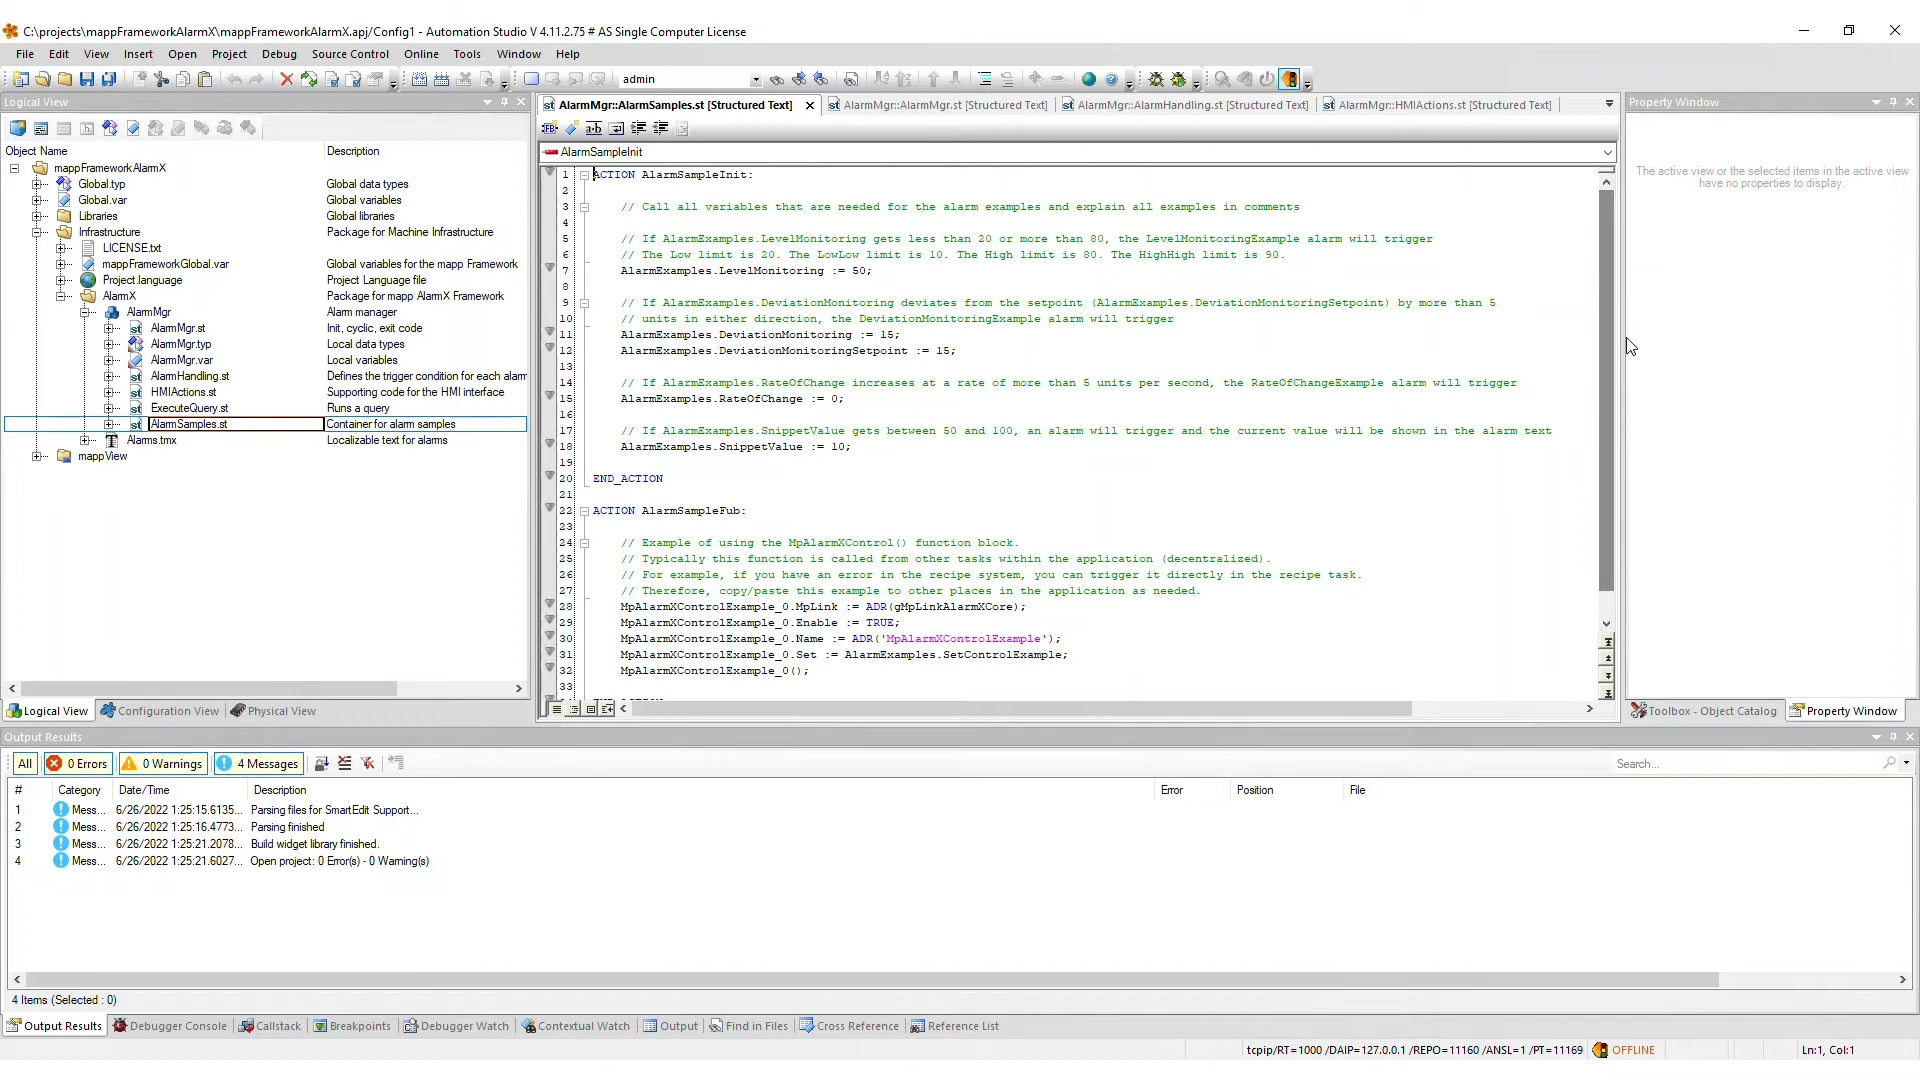 C:\projects\mappFrameworkAlarmX\mappFrameworkAlarmX.apj/Config1 - Automation Studio V 4.11.2.75 # AS Single Computer License
File Edit View Insert Open Project Debug Source Control Online Tools Window Help
admin
Logical View
Object Name Description
mappFrameworkAlarmX
Global.typ Global data types
Global.var Global variables
Libraries Global libraries
Infrastructure Package for Machine Infrastructure
LICENSE.txt
mappFrameworkGlobal.var Global variables for the mapp Framework
Project.language Project Language file
AlarmX Package for mapp AlarmX Framework
AlarmMgr Alarm manager
AlarmMgr.st Init, cyclic, exit code
AlarmMgr.typ Local data types
AlarmMgr.var Local variables
AlarmHandling.st Defines the trigger condition for each alarm
HMIActions.st Supporting code for the HMI interface
ExecuteQuery.st Runs a query
AlarmSamples.st Container for alarm samples
Alarms.tmx Localizable text for alarms
mappView
Logical View Configuration View Physical View
AlarmMgr::AlarmSamples.st [Structured Text] AlarmMgr::AlarmMgr.st [Structured Text] AlarmMgr::AlarmHandling.st [Structured Text] AlarmMgr::HMIActions.st [Structured Text]
AlarmSampleInit
1 ACTION AlarmSampleInit:
2
3 // Call all variables that are needed for the alarm examples and explain all examples in comments
4
5 // If AlarmExamples.LevelMonitoring gets less than 20 or more than 80, the LevelMonitoringExample alarm will trigger
6 // The Low limit is 20. The LowLow limit is 10. The High limit is 80. The HighHigh limit is 90.
7 AlarmExamples.LevelMonitoring := 50;
8
9 // If AlarmExamples.DeviationMonitoring deviates from the setpoint (AlarmExamples.DeviationMonitoringSetpoint) by more than 5
10 // units in either direction, the DeviationMonitoringExample alarm will trigger
11 AlarmExamples.DeviationMonitoring := 15;
12 AlarmExamples.DeviationMonitoringSetpoint := 15;
13
14 // If AlarmExamples.RateOfChange increases at a rate of more than 5 units per second, the RateOfChangeExample alarm will trigger
15 AlarmExamples.RateOfChange := 0;
16
17 // If AlarmExamples.SnippetValue gets between 50 and 100, an alarm will trigger and the current value will be shown in the alarm text
18 AlarmExamples.SnippetValue := 10;
19
20 END_ACTION
21
22 ACTION AlarmSampleFub:
23
24 // Example of using the MpAlarmXControl() function block.
25 // Typically this function is called from other tasks within the application (decentralized).
26 // For example, if you have an error in the recipe system, you can trigger it directly in the recipe task.
27 // Therefore, copy/paste this example to other places in the application as needed.
28 MpAlarmXControlExample_0.MpLink := ADR(gMpLinkAlarmXCore);
29 MpAlarmXControlExample_0.Enable := TRUE;
30 MpAlarmXControlExample_0.Name := ADR('MpAlarmXControlExample');
31 MpAlarmXControlExample_0.Set := AlarmExamples.SetControlExample;
32 MpAlarmXControlExample_0();
33
Property Window
The active view or the selected items in the active view
have no properties to display.
Toolbox - Object Catalog Property Window
Output Results
All 0 Errors 0 Warnings 4 Messages Search...
# Category Date/Time Description Error Position File
1 Mess... 6/26/2022 1:25:15.6135... Parsing files for SmartEdit Support...
2 Mess... 6/26/2022 1:25:16.4773... Parsing finished
3 Mess... 6/26/2022 1:25:21.2078... Build widget library finished.
4 Mess... 6/26/2022 1:25:21.6027... Open project: 0 Error(s) - 0 Warning(s)
4 Items (Selected : 0)
Output Results Debugger Console Callstack Breakpoints Debugger Watch Contextual Watch Output Find in Files Cross Reference Reference List
tcpip/RT=1000 /DAIP=127.0.0.1 /REPO=11160 /ANSL=1 /PT=11169 OFFLINE Ln:1, Col:1